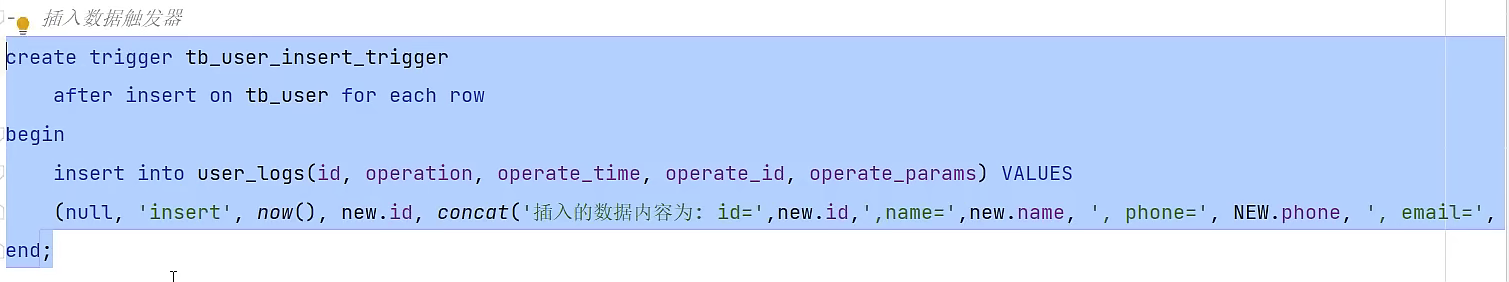 - 插入数据触发器
create trigger tb_user_insert_trigger
after insert on tb_user for each row
begin
insert into user_logs(id, operation, operate_time, operate_id, operate_params) VALUES
(null, 'insert', now(), new.id, concat('插入的数据内容为: id=',new.id,',name=',new.name, ', phone=', NEW.phone, ', email=',
end;